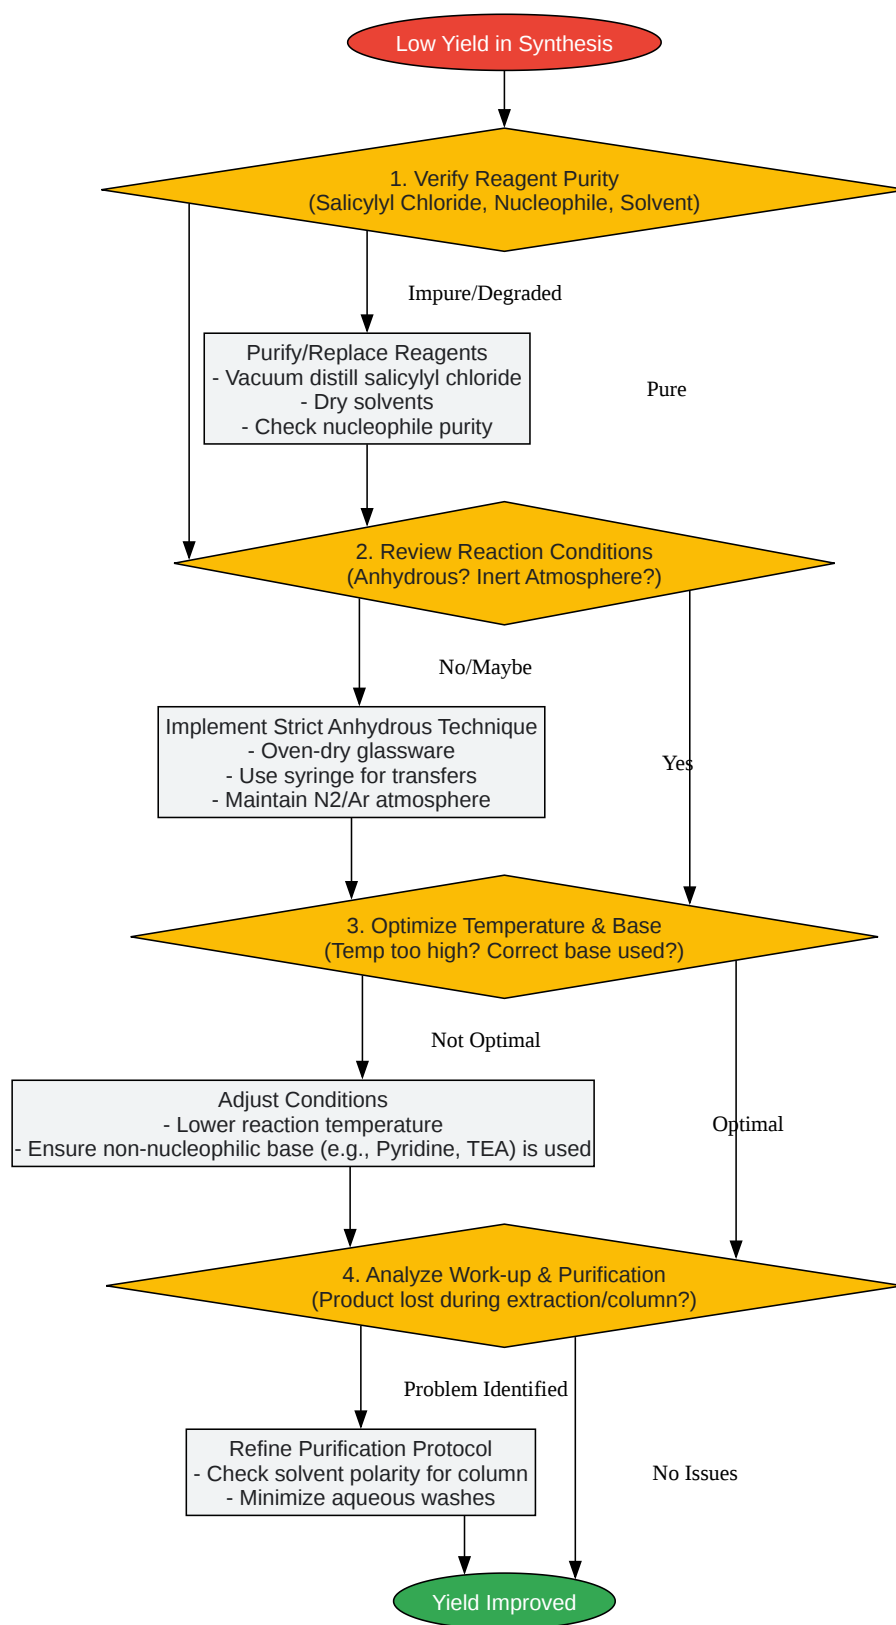 Low Yield in Synthesis
1. Verify Reagent Purity
(Salicylyl Chloride, Nucleophile, Solvent)
Impure/Degraded
Purify/Replace Reagents
- Vacuum distill salicylyl chloride
- Dry solvents
- Check nucleophile purity
Pure
2. Review Reaction Conditions
(Anhydrous? Inert Atmosphere?)
No/Maybe
Implement Strict Anhydrous Technique
- Oven-dry glassware
- Use syringe for transfers
- Maintain N2/Ar atmosphere
Yes
3. Optimize Temperature & Base
(Temp too high? Correct base used?)
Not Optimal
Adjust Conditions
- Lower reaction temperature
- Ensure non-nucleophilic base (e.g., Pyridine, TEA) is used
Optimal
4. Analyze Work-up & Purification
(Product lost during extraction/column?)
Problem Identified
Refine Purification Protocol
- Check solvent polarity for column
- Minimize aqueous washes
No Issues
Yield Improved